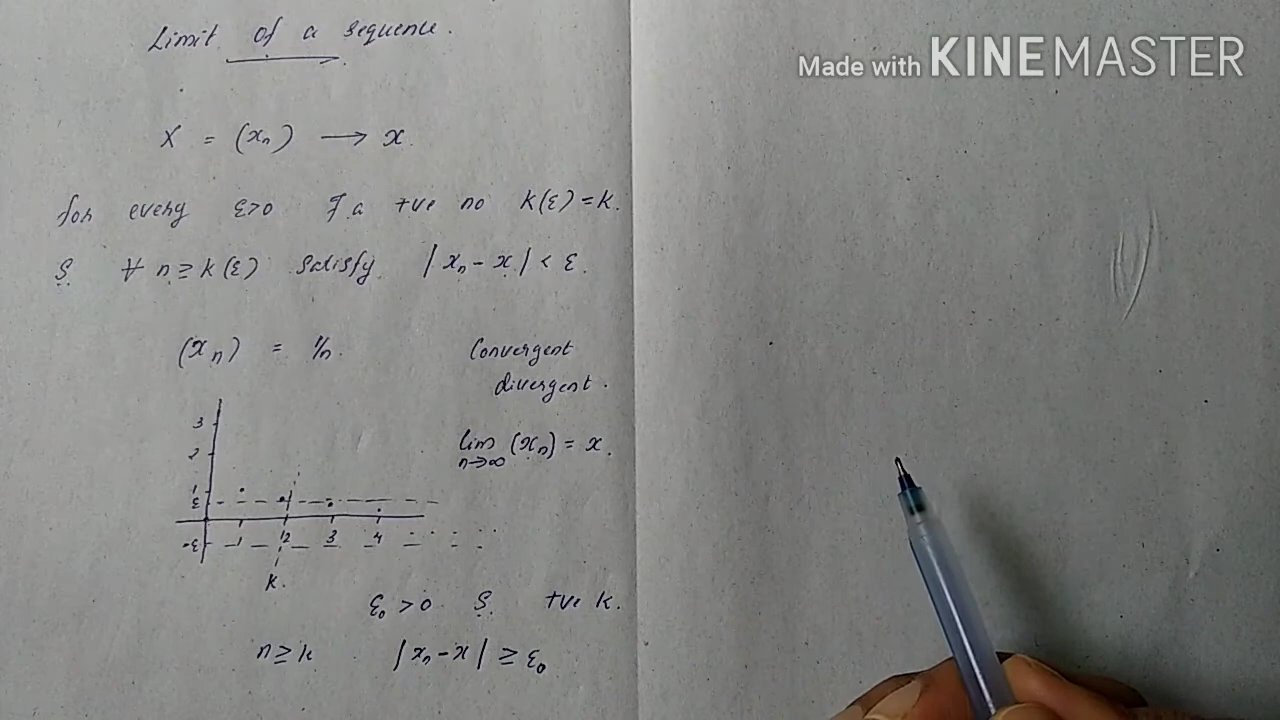 Limit of a sequence.
Made with KINEMASTER
X = (xₙ) → x.
for every ε>0 ∃ a +ve no K(ε)=K.
∀ n ≥ K(ε) satisfy |xₙ - x| < ε.
(xₙ) = 1/n.
Convergent
divergent.
lim n→∞ (xₙ) = x.
3
2
1
ε
-ε 1 2 3 4
K.
ε₀ > 0 +ve K.
n ≥ K |xₙ - x| ≥ ε₀